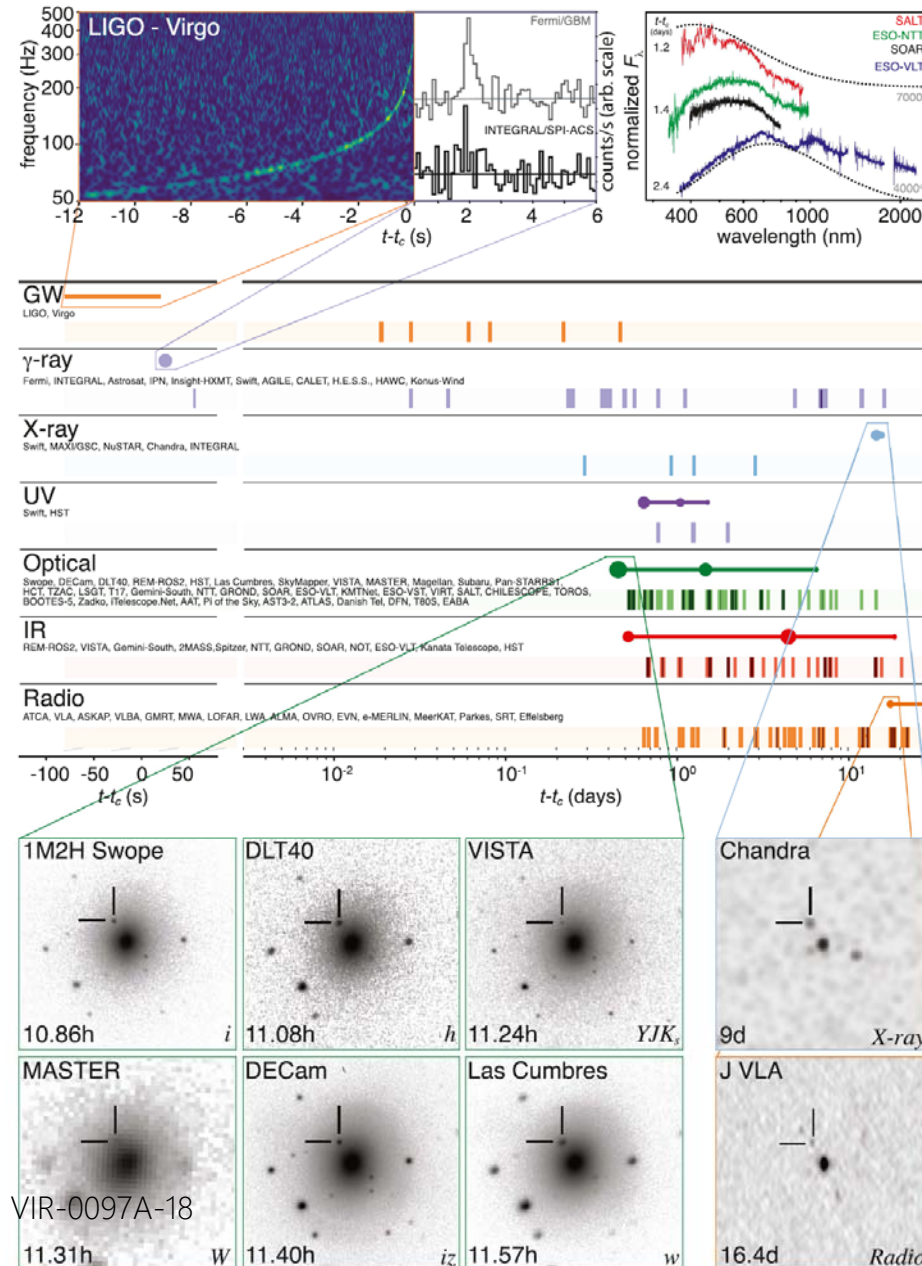 LIGO - Virgo
Fermi/GBM
INTEGRAL/SPI-ACS
frequency (Hz)
500
400
300
200
100
50
-12 -10 -8 -6 -4 -2 0 2 4 6
t-tc (s)
counts/s (arb. scale)
t-tc
(days)
1.2
1.4
2.4
SALT
ESO-NTT
SOAR
ESO-VLT
normalized Fλ
400 600 1000 2000
wavelength (nm)
GW
LIGO, Virgo
γ-ray
Fermi, INTEGRAL, Astrosat, IPN, Insight-HXMT, Swift, AGILE, CALET, H.E.S.S., HAWC, Konus-Wind
X-ray
Swift, MAXI/GSC, NuSTAR, Chandra, INTEGRAL
UV
Swift, HST
Optical
Swope, DECam, DLT40, REM-ROS2, HST, Las Cumbres, SkyMapper, VISTA, MASTER, Magellan, Subaru, Pan-STARRS1,
HCT, TZAC, LSGT, T17, Gemini-South, NTT, GROND, SOAR, ESO-VLT, KMTNet, ESO-VST, VIRT, SALT, CHILESCOPE, TOROS,
BOOTES-5, Zadko, iTelescope.Net, AAT, Pi of the Sky, AST3-2, ATLAS, Danish Tel, DFN, T80S, EABA
IR
REM-ROS2, VISTA, Gemini-South, 2MASS,Spitzer, NTT, GROND, SOAR, NOT, ESO-VLT, Kanata Telescope, HST
Radio
ATCA, VLA, ASKAP, VLBA, GMRT, MWA, LOFAR, LWA, ALMA, OVRO, EVN, e-MERLIN, MeerKAT, Parkes, SRT, Effelsberg
-100 -50 0 50 10⁻² 10⁻¹ 10⁰ 10¹
t-tc (s) t-tc (days)
1M2H Swope
10.86h i
DLT40
11.08h h
VISTA
11.24h YJKs
Chandra
9d X-ray
MASTER
11.31h W
DECam
11.40h iz
Las Cumbres
11.57h w
J VLA
16.4d Radio
VIR-0097A-18